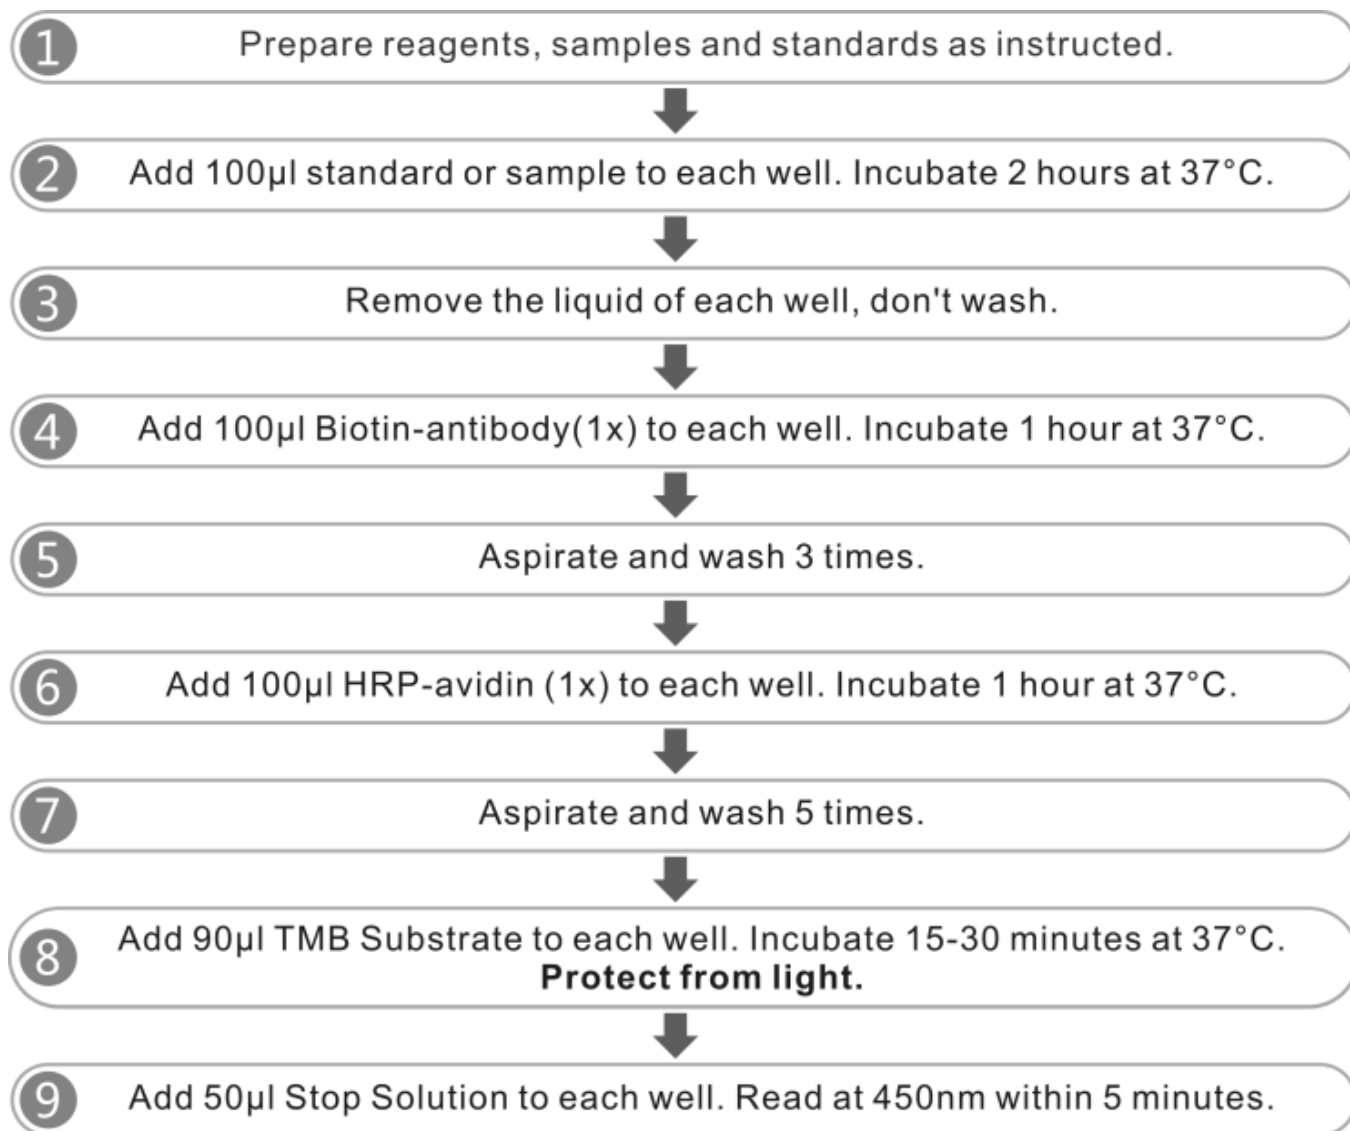 1 Prepare reagents, samples and standards as instructed.
2 Add 100μl standard or sample to each well. Incubate 2 hours at 37°C.
3 Remove the liquid of each well, don't wash.
4 Add 100μl Biotin-antibody(1x) to each well. Incubate 1 hour at 37°C.
5 Aspirate and wash 3 times.
6 Add 100μl HRP-avidin (1x) to each well. Incubate 1 hour at 37°C.
7 Aspirate and wash 5 times.
8 Add 90μl TMB Substrate to each well. Incubate 15-30 minutes at 37°C.
Protect from light.
9 Add 50μl Stop Solution to each well. Read at 450nm within 5 minutes.